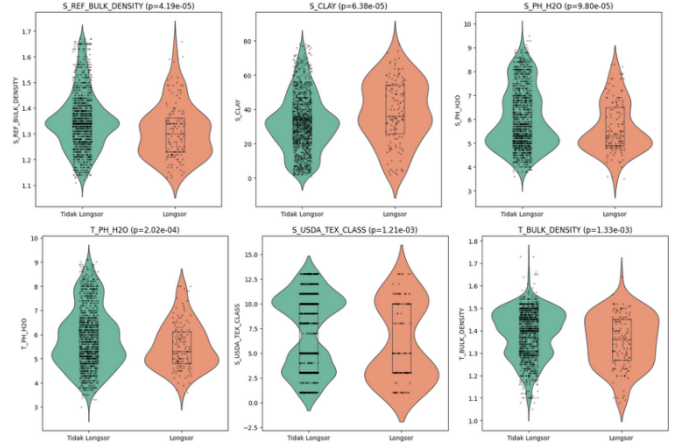 S_REF_BULK_DENSITY (p=4.19e-05)
S_REF_BULK_DENSITY
1.7
1.6
1.5
1.4
1.3
1.2
1.1
Tidak Longsor
Longsor
S_CLAY (p=6.38e-05)
S_CLAY
80
60
40
20
0
Tidak Longsor
Longsor
S_PH_H2O (p=9.80e-05)
S_PH_H2O
10
9
8
7
6
5
4
3
Tidak Longsor
Longsor
T_PH_H2O (p=2.02e-04)
T_PH_H2O
10
9
8
7
6
5
4
3
Tidak Longsor
Longsor
S_USDA_TEX_CLASS (p=1.21e-03)
S_USDA_TEX_CLASS
15.0
12.5
10.0
7.5
5.0
2.5
0.0
−2.5
Tidak Longsor
Longsor
T_BULK_DENSITY (p=1.33e-03)
T_BULK_DENSITY
1.8
1.7
1.6
1.5
1.4
1.3
1.2
1.1
1.0
Tidak Longsor
Longsor